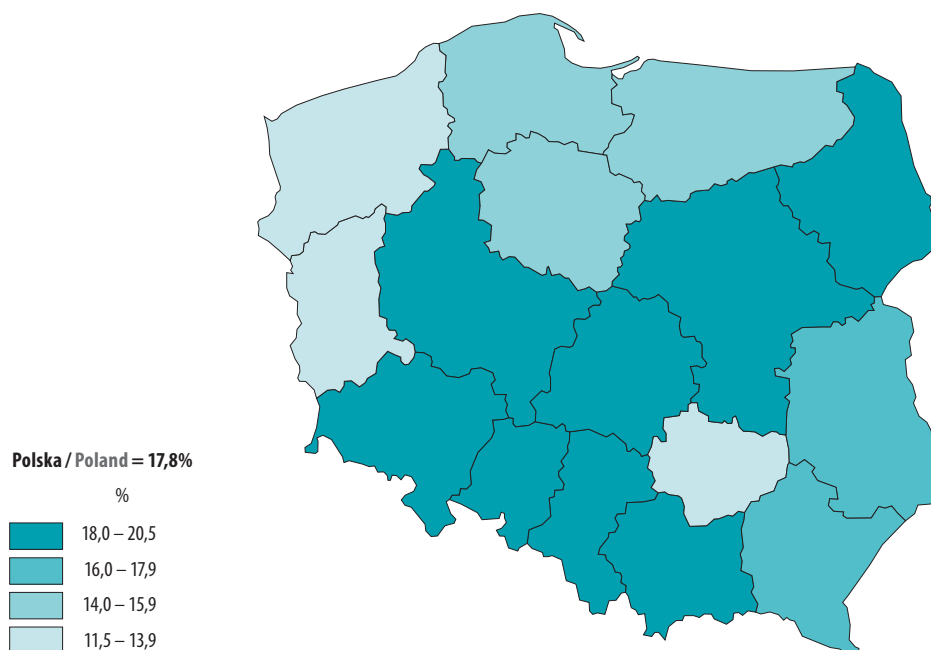 Polska / Poland = 17,8%
%
18,0 – 20,5
16,0 – 17,9
14,0 – 15,9
11,5 – 13,9